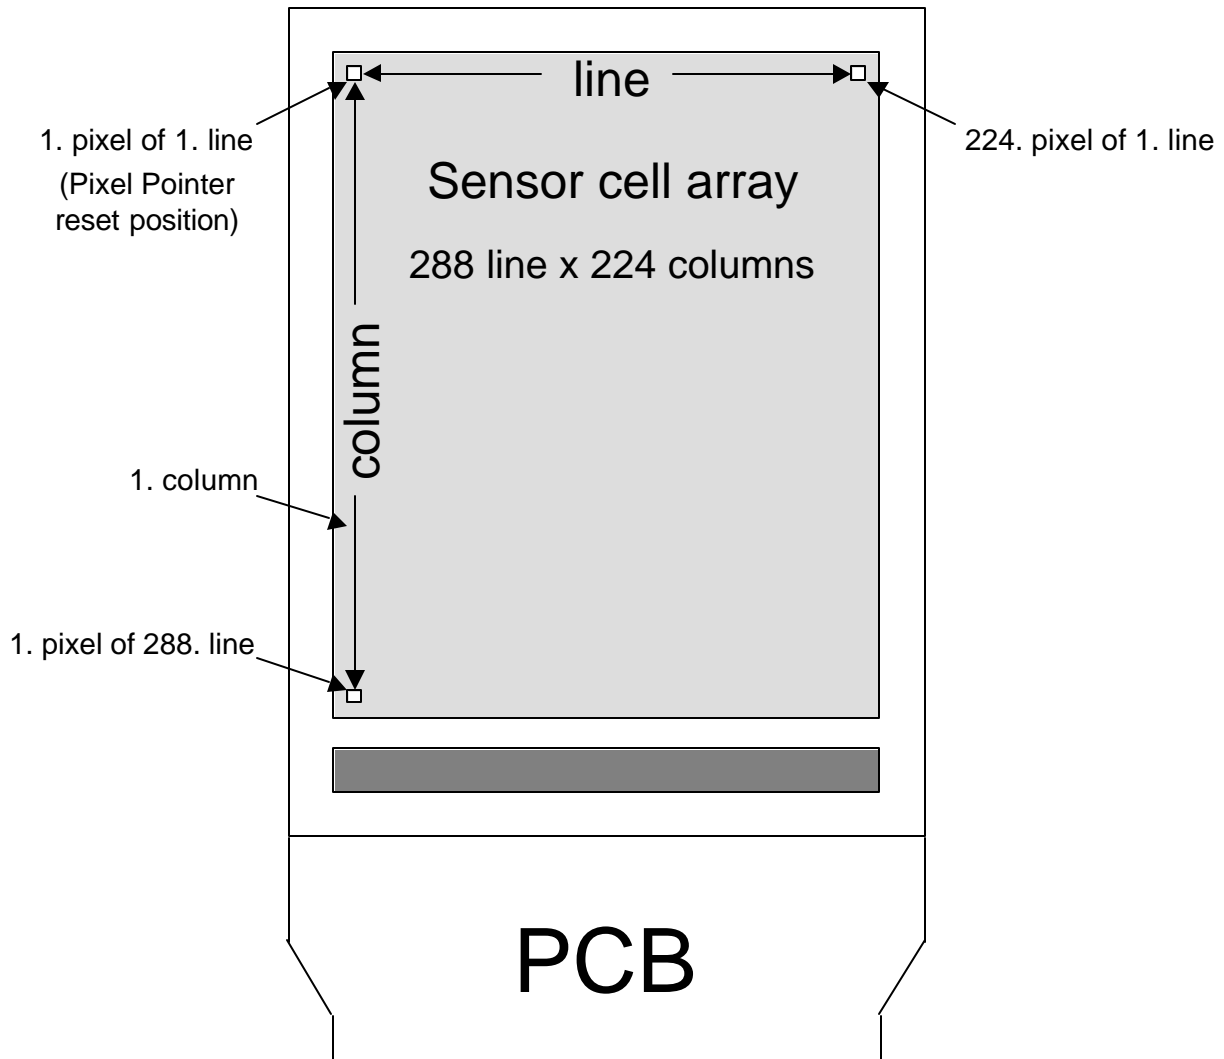 line
1. pixel of 1. line
(Pixel Pointer
reset position)
224. pixel of 1. line
Sensor cell array
288 line x 224 columns
column
1. column
1. pixel of 288. line
PCB